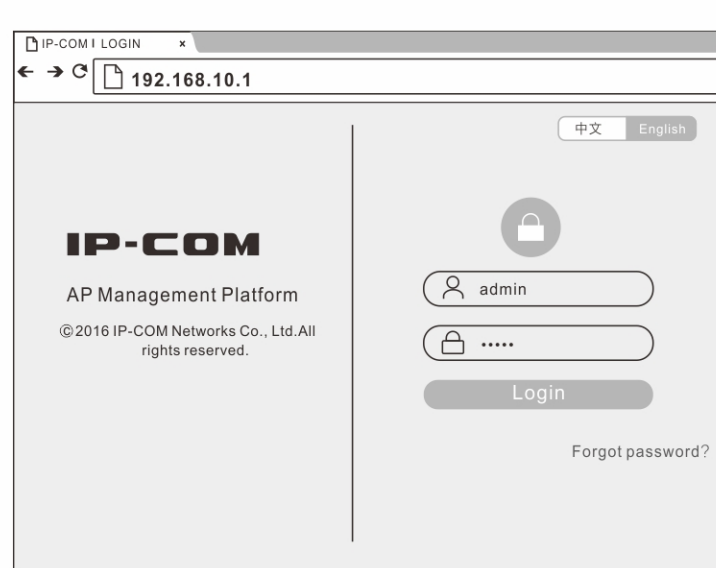 IP-COM I LOGIN x
192.168.10.1
中文 English
IP-COM
AP Management Platform
©2016 IP-COM Networks Co., Ltd.All
rights reserved.
admin
•••••
Login
Forgot password?